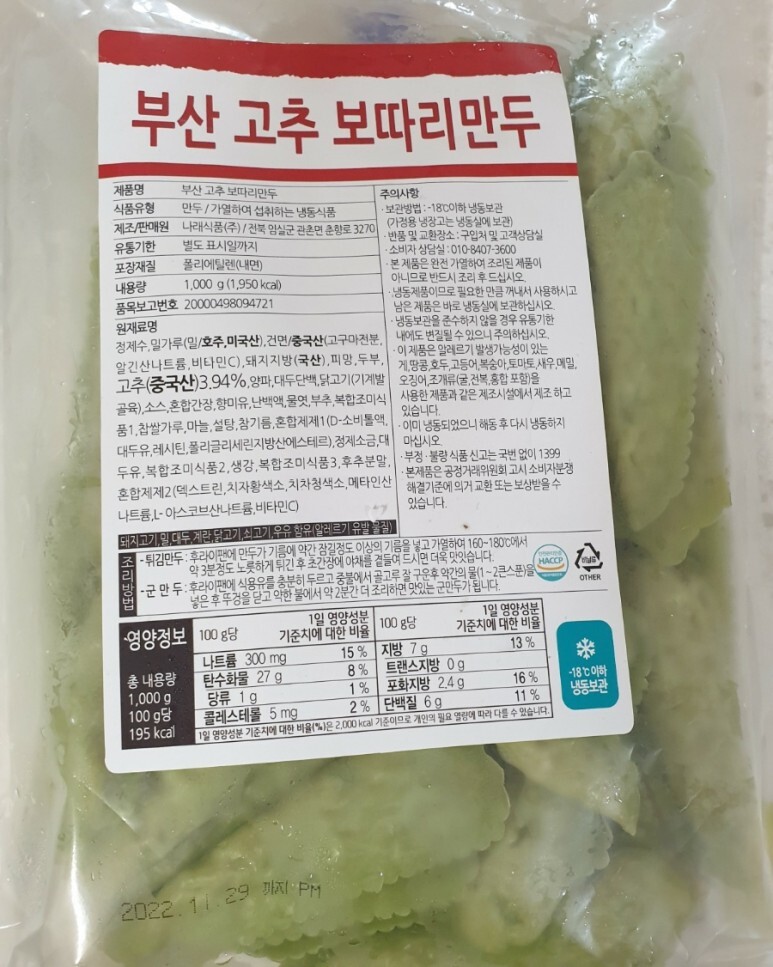 부산 고추 보따리만두
제품명 부산 고추 보따리만두
식품유형 만두 / 가열하여 섭취하는 냉동식품
제조/판매원 나래식품(주) / 전북 임실군 관촌면 춘향로 3270
유통기한 별도 표시일까지
포장재질 폴리에틸렌(내면)
내용량 1,000 g (1,950 kcal)
품목보고번호 20000498094721
원재료명
정제수,밀가루(밀/호주,미국산),건면/중국산(고구마전분,
알긴산나트륨,비타민C),돼지지방(국산),피망,두부,
고추(중국산)3.94%,양파,대두단백,닭고기(기계발
골육),소스,혼합간장,향미유,난백액,물엿,부추,복합조미식
품1,찹쌀가루,마늘,설탕,참기름,혼합제제1(D-소비톨액,
대두유,레시틴,폴리글리세린지방산에스테르),정제소금,대
두유,복합조미식품2,생강,복합조미식품3,후추분말,
혼합제제2(덱스트린,치자황색소,치자청색소,메타인산
나트륨,L-아스코브산나트륨,비타민C)
주의사항
· 보관방법 : -18℃이하 냉동보관
(가정용 냉장고는 냉동실에 보관)
· 반품 및 교환장소 : 구입처 및 고객상담실
· 소비자 상담실 : 010-8407-3600
· 본 제품은 완전 가열하여 조리된 제품이
아니므로 반드시 조리 후 드십시오.
· 냉동제품이므로 필요한 만큼 꺼내서 사용하시고
남은 제품은 바로 냉동실에 보관하십시오.
· 냉동보관을 준수하지 않을 경우 유통기한
내에도 변질될 수 있으니 주의하십시오.
· 이 제품은 알레르기 발생가능성이 있는
게,땅콩,호두,고등어,복숭아,토마토,새우,메밀,
오징어,조개류(굴,전복,홍합 포함)을
사용한 제품과 같은 제조시설에서 제조 하고
있습니다.
· 이미 냉동되었으니 해동 후 다시 냉동하지
마십시오
· 부정 · 불량 식품 신고는 국번 없이 1399
· 본제품은 공정거래위원회 고시 소비자분쟁
해결기준에 의거 교환 또는 보상받을 수
있습니다.
돼지고기,밀,대두,계란,닭고기,쇠고기,우유 함유(알레르기 유발 물질)
조리방법
- 튀김만두 : 후라이팬에 만두가 기름에 약간 잠길정도 이상의 기름을 넣고 가열하여 160~180℃에서
약 3분정도 노릇하게 튀긴 후 초간장에 야채를 곁들여 드시면 더욱 맛있습니다.
- 군 만 두 : 후라이팬에 식용유를 충분히 두르고 중불에서 골고루 잘 구운후 약간의 물(1~2큰스푼)을
넣은 후 뚜껑을 닫고 약한 불에서 약 2분간 더 조리하면 맛있는 군만두가 됩니다.
HACCP
OTHER
영양정보
총 내용량
1,000 g
100 g당
195 kcal
100 g당 1일 영양성분 기준치에 대한 비율 100 g당 1일 영양성분 기준치에 대한 비율
나트륨 300 mg 15 % 지방 7 g 13 %
탄수화물 27 g 8 % 트랜스지방 0 g
당류 1 g 1 % 포화지방 2.4 g 16 %
콜레스테롤 5 mg 2 % 단백질 6 g 11 %
1일 영양성분 기준치에 대한 비율(%)은 2,000 kcal 기준이므로 개인의 필요 열량에 따라 다를 수 있습니다.
-18℃ 이하
냉동보관
2022.11.29 까지 PM